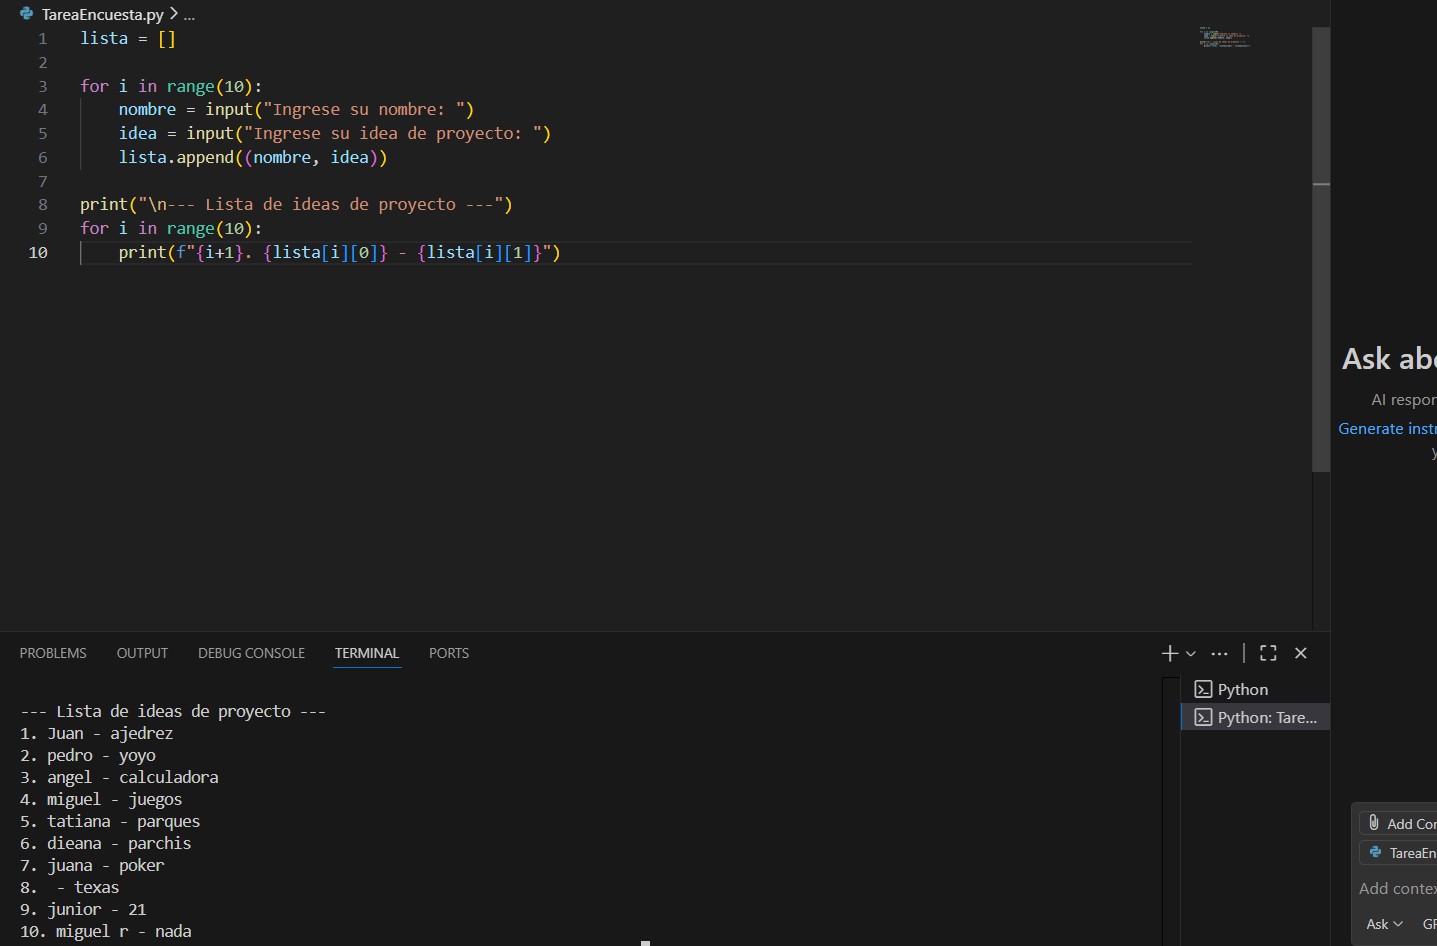 TareaEncuesta.py > ...
1 lista = []
2
3 for i in range(10):
4 nombre = input("Ingrese su nombre: ")
5 idea = input("Ingrese su idea de proyecto: ")
6 lista.append((nombre, idea))
7
8 print("\n--- Lista de ideas de proyecto ---")
9 for i in range(10):
10 print(f"{i+1}. {lista[i][0]} - {lista[i][1]}")
Ask abo
AI respor
Generate instr
y
PROBLEMS OUTPUT DEBUG CONSOLE TERMINAL PORTS
--- Lista de ideas de proyecto ---
1. Juan - ajedrez
2. pedro - yoyo
3. angel - calculadora
4. miguel - juegos
5. tatiana - parques
6. dieana - parchis
7. juana - poker
8.  - texas
9. junior - 21
10. miguel r - nada
Python
Python: Tare...
Add Cor
TareaEn
Add contex
Ask